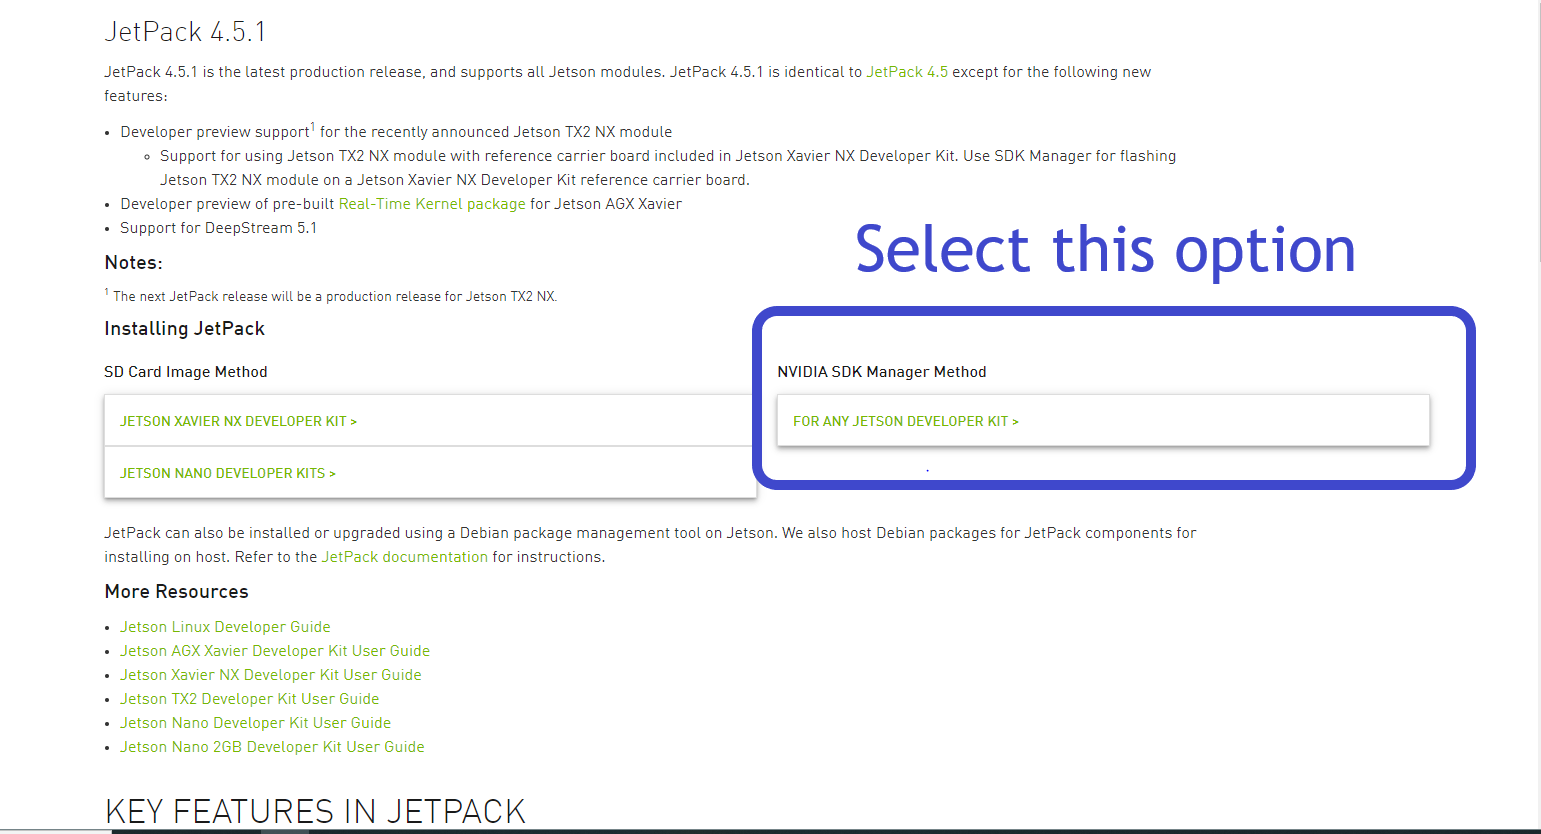 JetPack 4.5.1
JetPack 4.5.1 is the latest production release, and supports all Jetson modules. JetPack 4.5.1 is identical to JetPack 4.5 except for the following new
features:
• Developer preview support¹ for the recently announced Jetson TX2 NX module
◦ Support for using Jetson TX2 NX module with reference carrier board included in Jetson Xavier NX Developer Kit. Use SDK Manager for flashing
Jetson TX2 NX module on a Jetson Xavier NX Developer Kit reference carrier board.
• Developer preview of pre-built Real-Time Kernel package for Jetson AGX Xavier
• Support for DeepStream 5.1
Select this option
Notes:
¹ The next JetPack release will be a production release for Jetson TX2 NX.
Installing JetPack
SD Card Image Method
JETSON XAVIER NX DEVELOPER KIT >
JETSON NANO DEVELOPER KITS >
NVIDIA SDK Manager Method
FOR ANY JETSON DEVELOPER KIT >
JetPack can also be installed or upgraded using a Debian package management tool on Jetson. We also host Debian packages for JetPack components for
installing on host. Refer to the JetPack documentation for instructions.
More Resources
• Jetson Linux Developer Guide
• Jetson AGX Xavier Developer Kit User Guide
• Jetson Xavier NX Developer Kit User Guide
• Jetson TX2 Developer Kit User Guide
• Jetson Nano Developer Kit User Guide
• Jetson Nano 2GB Developer Kit User Guide
KEY FEATURES IN JETPACK